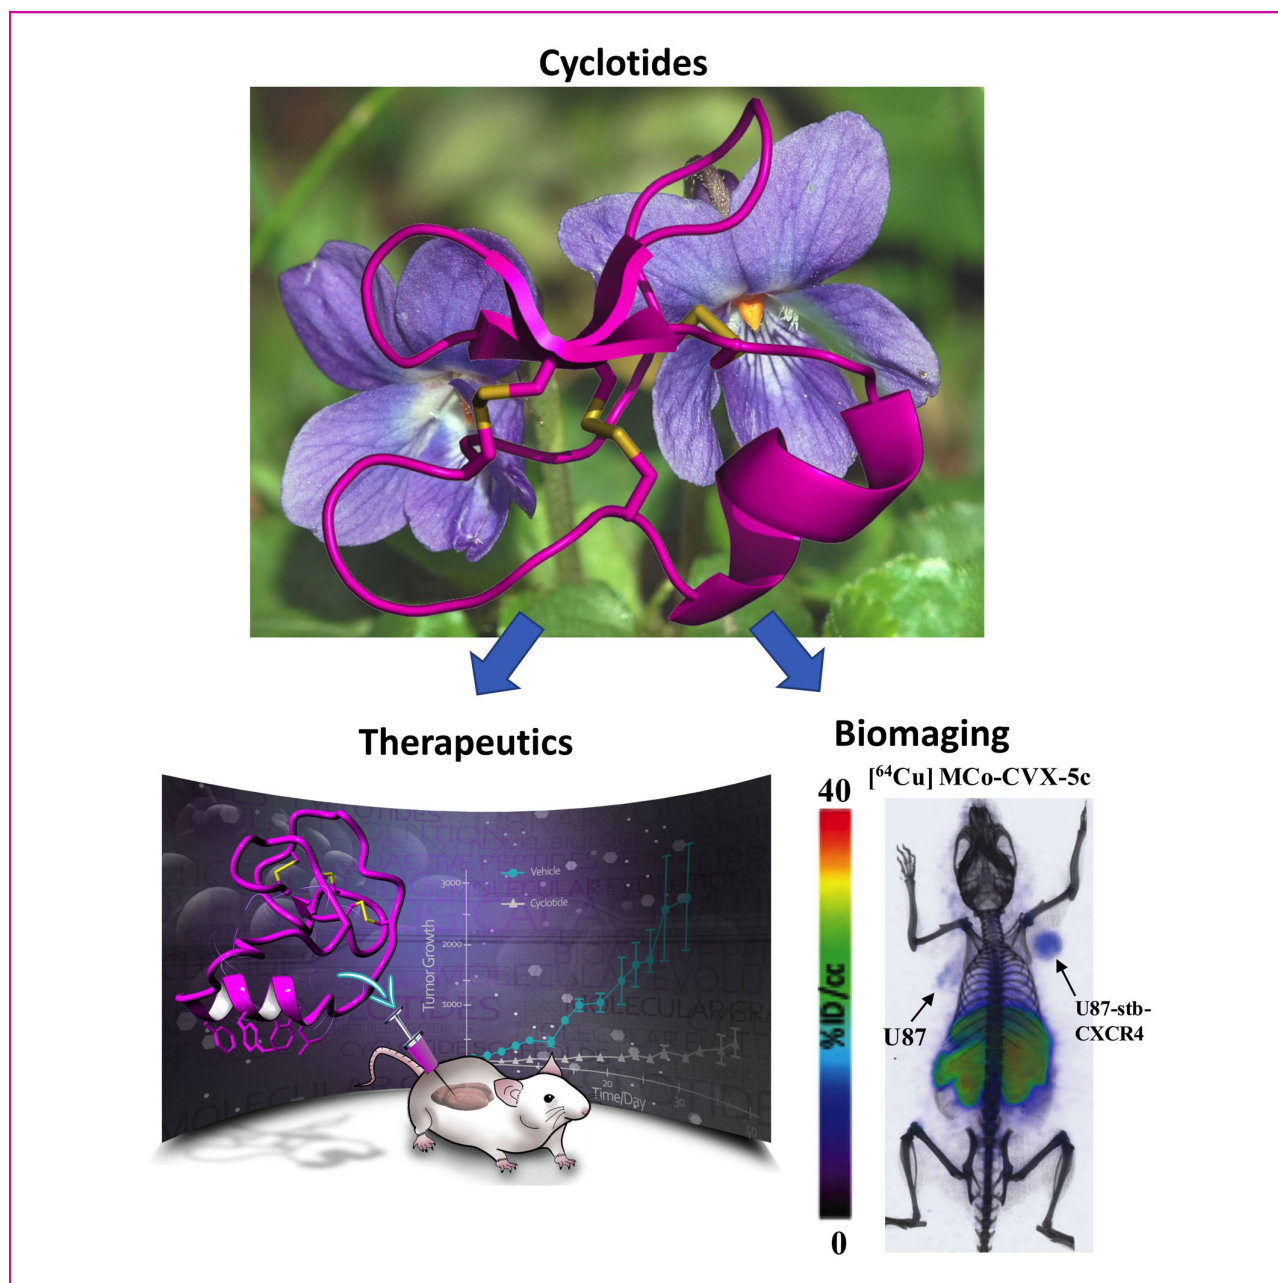 Cyclotides
Therapeutics
Biomaging
[⁶⁴Cu] MCo-CVX-5c
40
% ID/cc
0
U87
U87-stb-
CXCR4
Vehicle
Cyclotide
Tumor Growth
3000
2000
1000
20
30
Time/Day